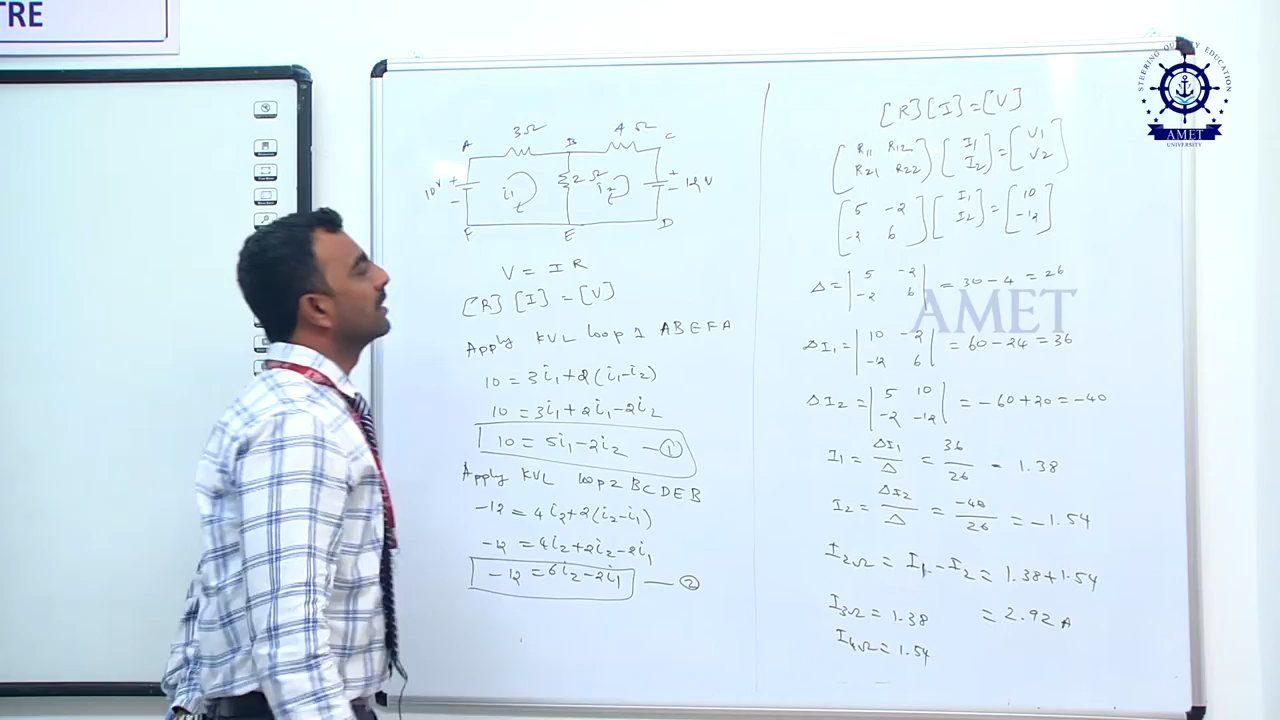 TRE
STEERING QUALITY EDUCATION
AMET
UNIVERSITY
3Ω 4Ω
A B C
10V + - 2Ω + - 12V
i1 i2
F E D
V = IR
[R] [I] = [V]
Apply KVL loop 1 ABEFA
10 = 3i1+2(i1-i2)
10 = 3i1+2i1-2i2
10 = 5i1-2i2 — ①
Apply KVL loop 2 BCDEB
-12 = 4i2+2(i2-i1)
-12 = 4i2+2i2-2i1
-12 = 6i2-2i1 — ②
[R][I]=[V]
[R11 R12 [I1 = [V1
R21 R22] I2] V2]
[5 -2 [I1 = [10
-2 6] I2] -12]
Δ = |5 -2 = 30-4 = 26
-2 6|
AMET
ΔI1 = |10 -2 = 60-24 = 36
-12 6|
ΔI2 = |5 10 = -60+20 = -40
-2 -12|
I1 = ΔI1/Δ = 36/26 = 1.38
I2 = ΔI2/Δ = -40/26 = -1.54
I2Ω = I1 - I2 = 1.38+1.54
I3Ω = 1.38 = 2.92 A
I4Ω = 1.54